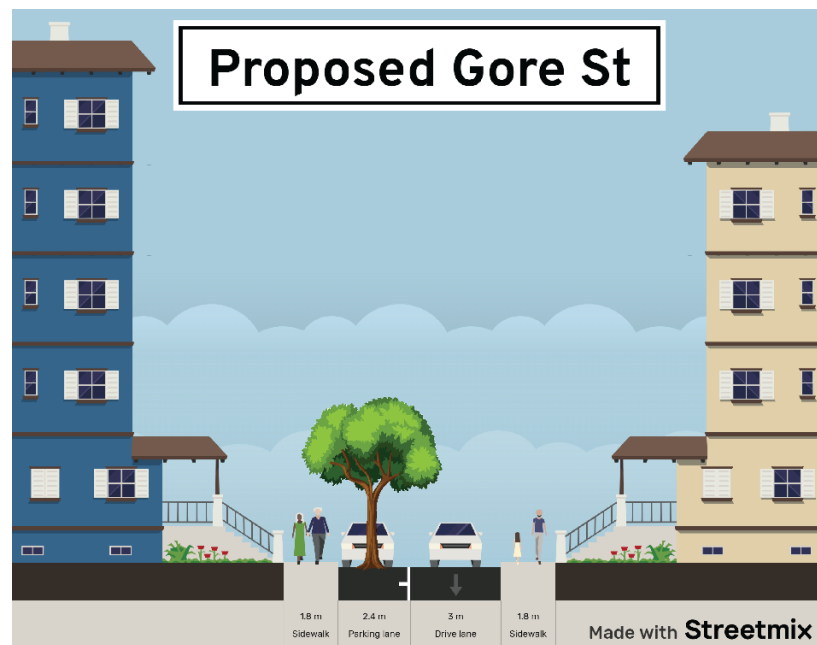 Proposed Gore St
1.8 m 2.4 m 3 m 1.8 m
Sidewalk Parking lane Drive lane Sidewalk
Made with Streetmix